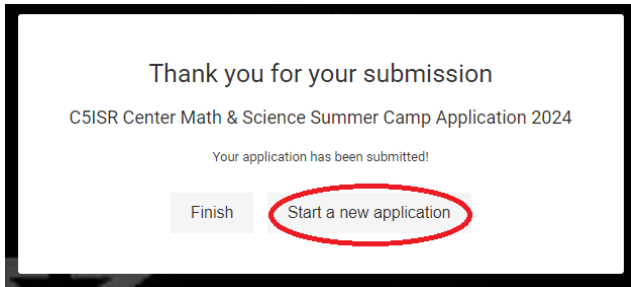 Thank you for your submission
C5ISR Center Math & Science Summer Camp Application 2024
Your application has been submitted!
Finish Start a new application